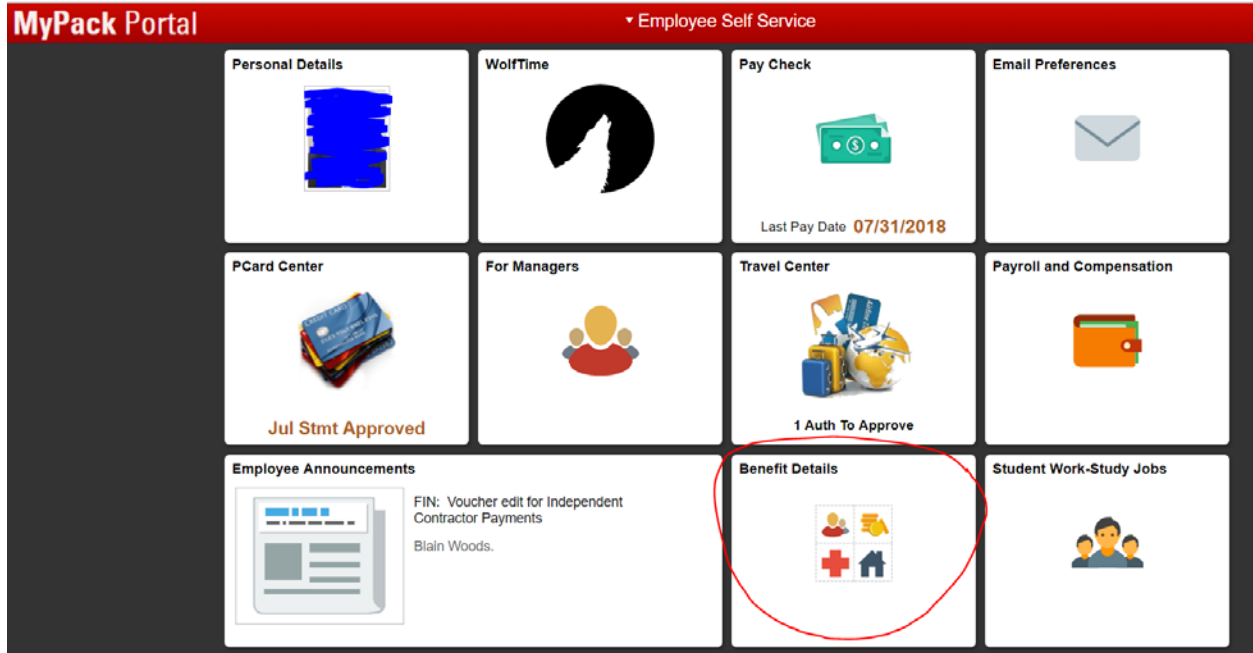 MyPack Portal
Employee Self Service
Personal Details
WolfTime
Pay Check
Email Preferences
Last Pay Date 07/31/2018
PCard Center
For Managers
Travel Center
Payroll and Compensation
CREDIT CARD
Jul Stmt Approved
1 Auth To Approve
Employee Announcements
Benefit Details
Student Work-Study Jobs
FIN: Voucher edit for Independent
Contractor Payments
Blain Woods.